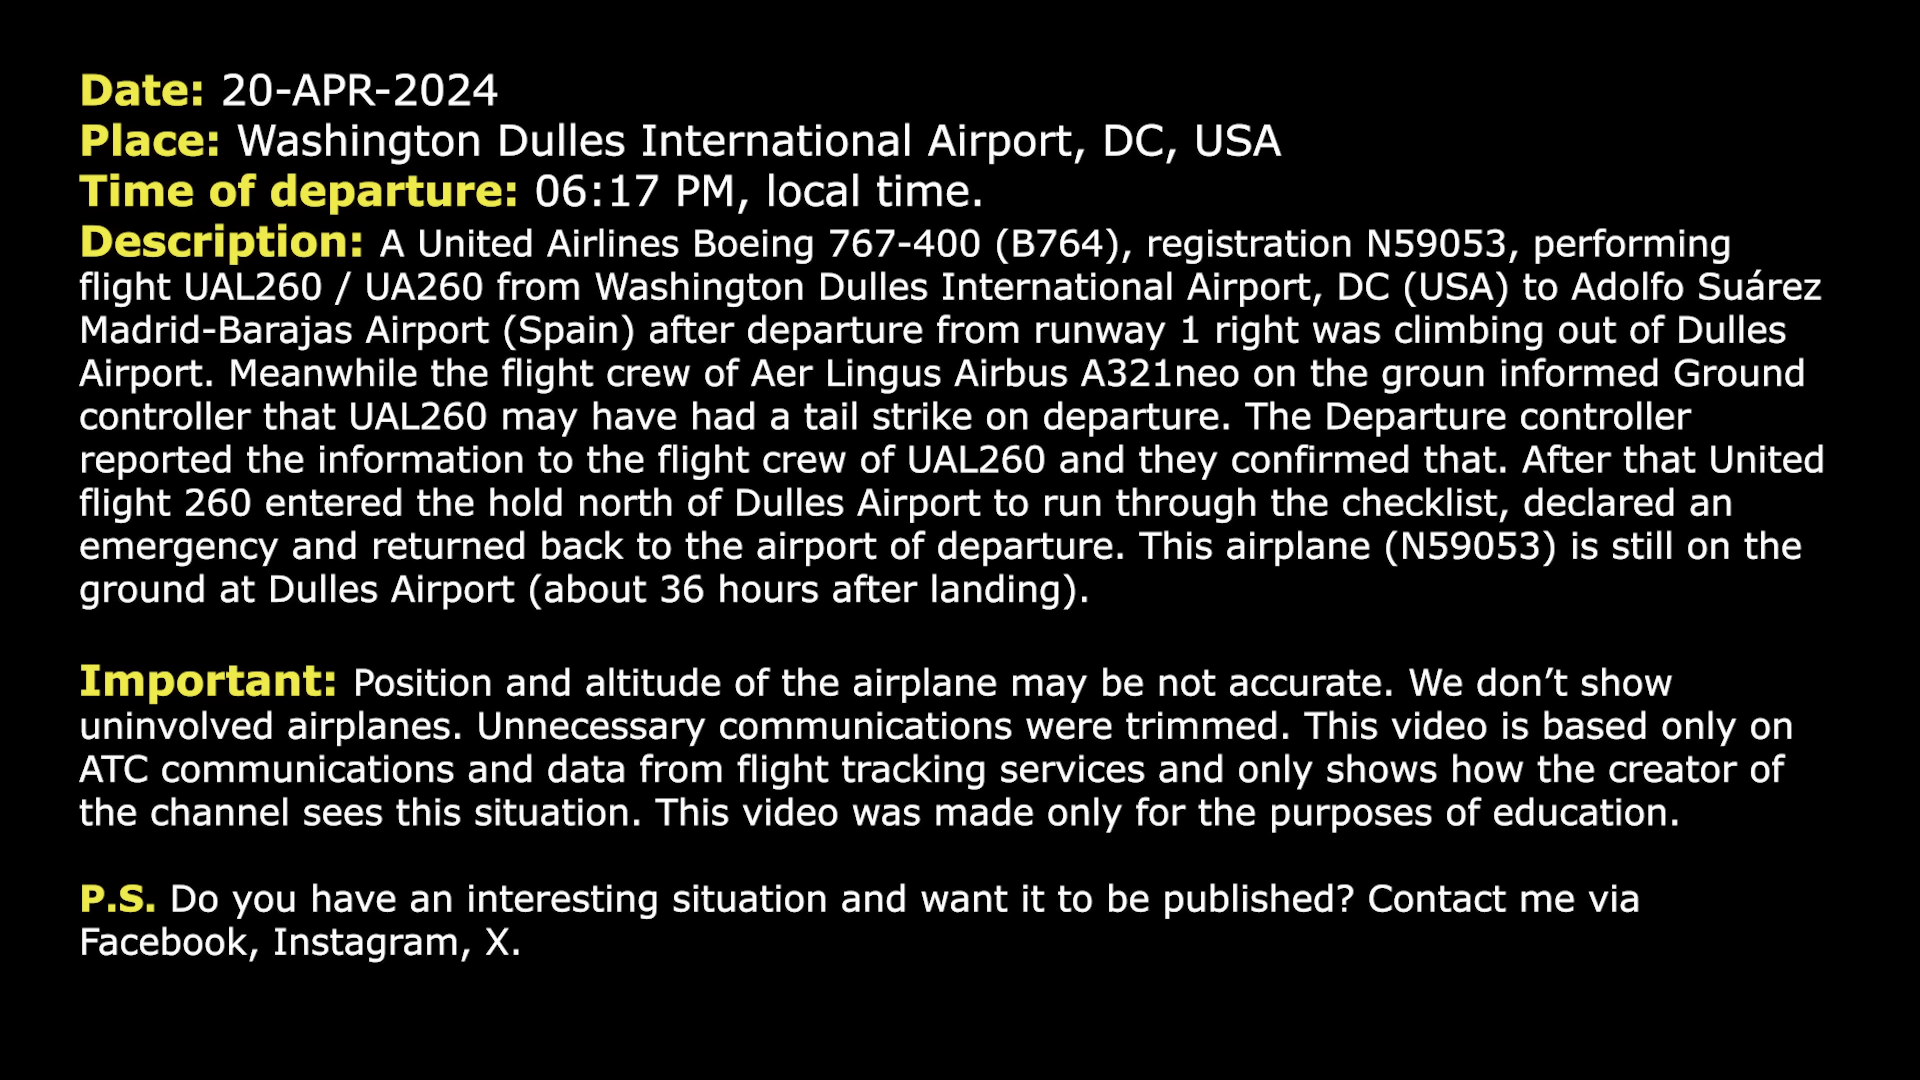 Date: 20-APR-2024
Place: Washington Dulles International Airport, DC, USA
Time of departure: 06:17 PM, local time.
Description: A United Airlines Boeing 767-400 (B764), registration N59053, performing
flight UAL260 / UA260 from Washington Dulles International Airport, DC (USA) to Adolfo Suárez
Madrid-Barajas Airport (Spain) after departure from runway 1 right was climbing out of Dulles
Airport. Meanwhile the flight crew of Aer Lingus Airbus A321neo on the groun informed Ground
controller that UAL260 may have had a tail strike on departure. The Departure controller
reported the information to the flight crew of UAL260 and they confirmed that. After that United
flight 260 entered the hold north of Dulles Airport to run through the checklist, declared an
emergency and returned back to the airport of departure. This airplane (N59053) is still on the
ground at Dulles Airport (about 36 hours after landing).
Important: Position and altitude of the airplane may be not accurate. We don’t show
uninvolved airplanes. Unnecessary communications were trimmed. This video is based only on
ATC communications and data from flight tracking services and only shows how the creator of
the channel sees this situation. This video was made only for the purposes of education.
P.S. Do you have an interesting situation and want it to be published? Contact me via
Facebook, Instagram, X.